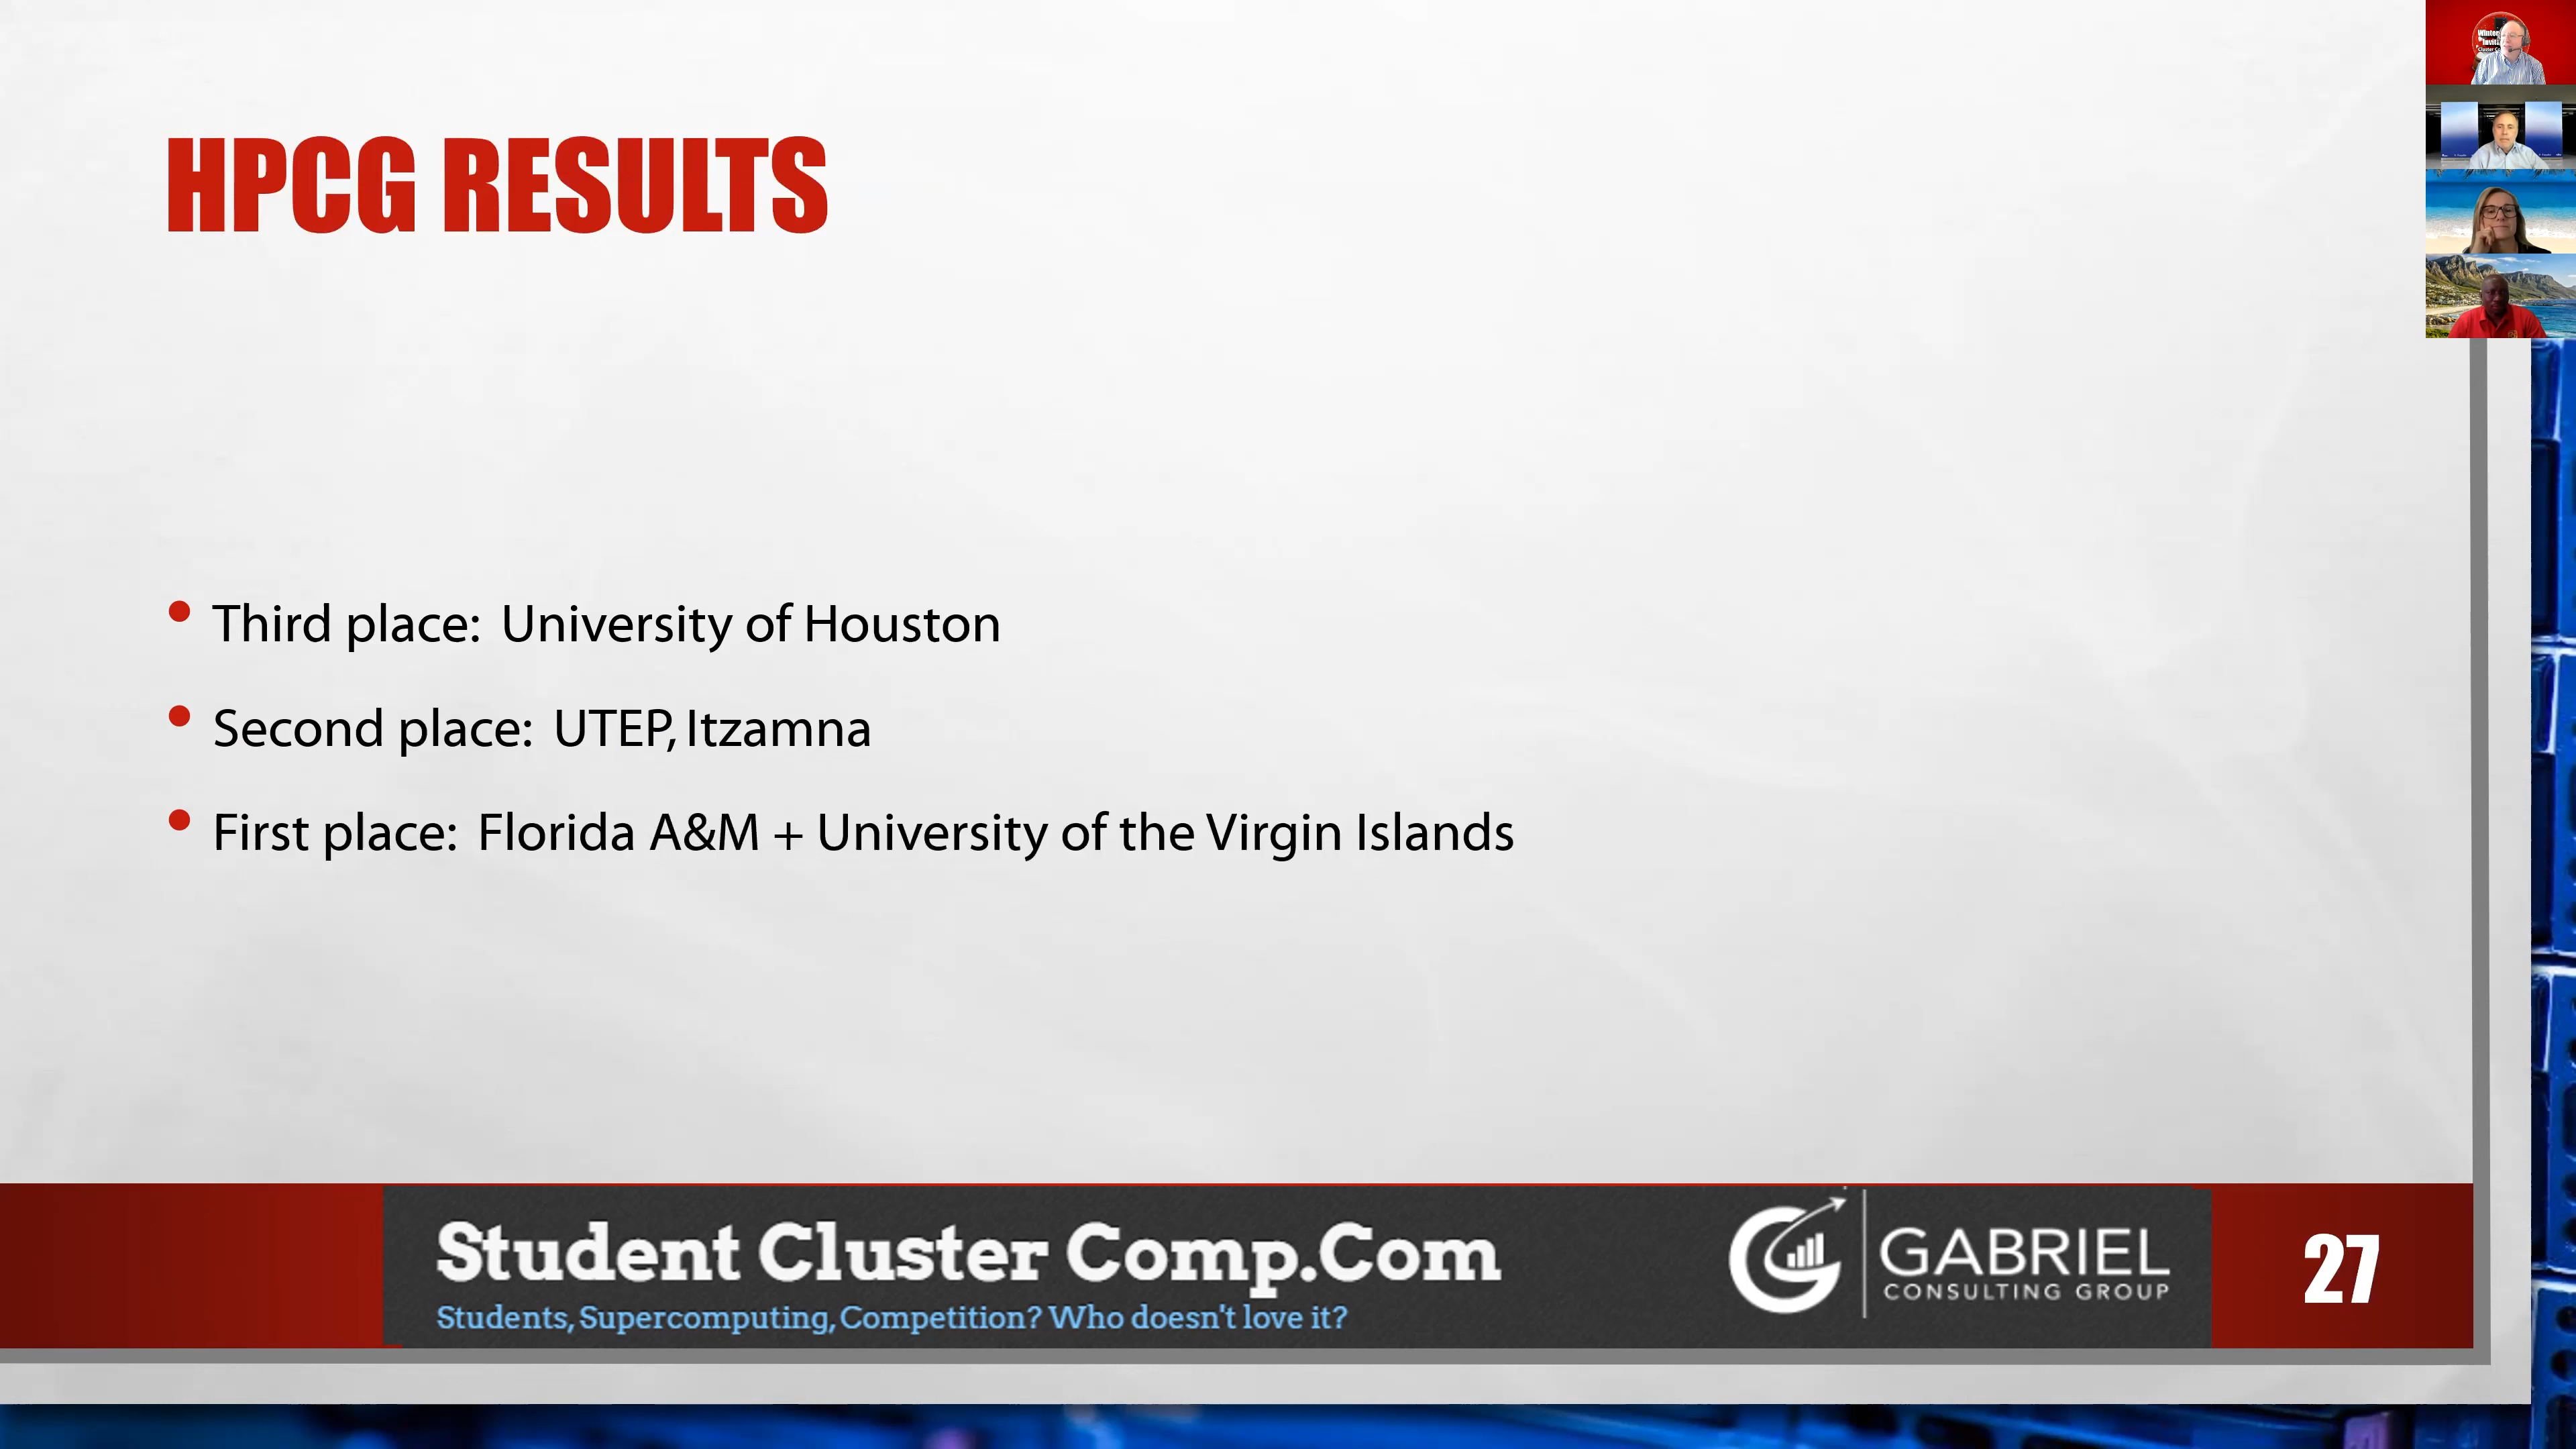 HPCG RESULTS
• Third place: University of Houston
• Second place: UTEP, Itzamna
• First place: Florida A&M + University of the Virgin Islands
Student Cluster Comp.Com
Students, Supercomputing, Competition? Who doesn't love it?
GABRIEL
CONSULTING GROUP
27